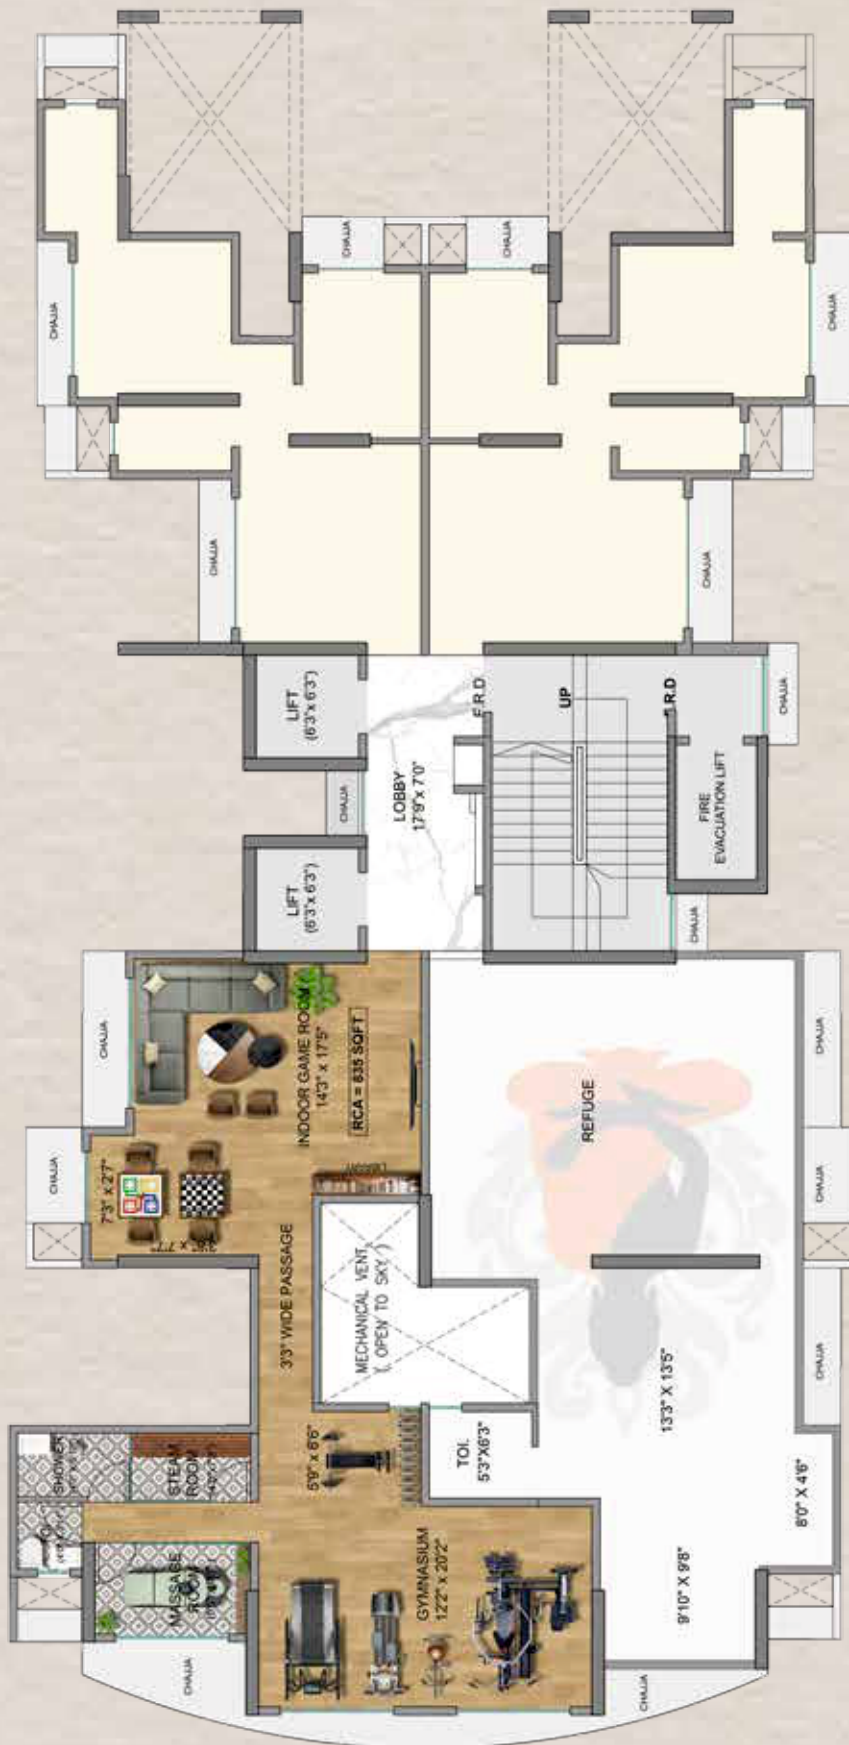 CHAJJA
CHAJJA
CHAJJA
CHAJJA
CHAJJA
CHAJJA
LIFT
(6'3"x 6'3")
LOBBY
17'9"x 7'0"
F.R.D
UP
F.R.D
FIRE
EVACUATION LIFT
CHAJJA
CHAJJA
LIFT
(6'3"x 6'3")
CHAJJA
CHAJJA
CHAJJA
INDOOR GAME ROOM
14'3" x 17'5"
RCA = 835 SQFT
LIBRARY
7'3" x 2'7"
3'3" WIDE PASSAGE
MECHANICAL VENT.
( OPEN TO SKY )
REFUGE
CHAJJA
CHAJJA
CHAJJA
13'3" X 13'5"
8'0" X 4'6"
9'10" X 9'8"
TOI.
5'3"X6'3"
5'9" x 6'6"
GYMNASIUM
12'2" x 20'2"
SHOWER
STEAM
ROOM
MASSAGE
ROOM
CHAJJA
CHAJJA